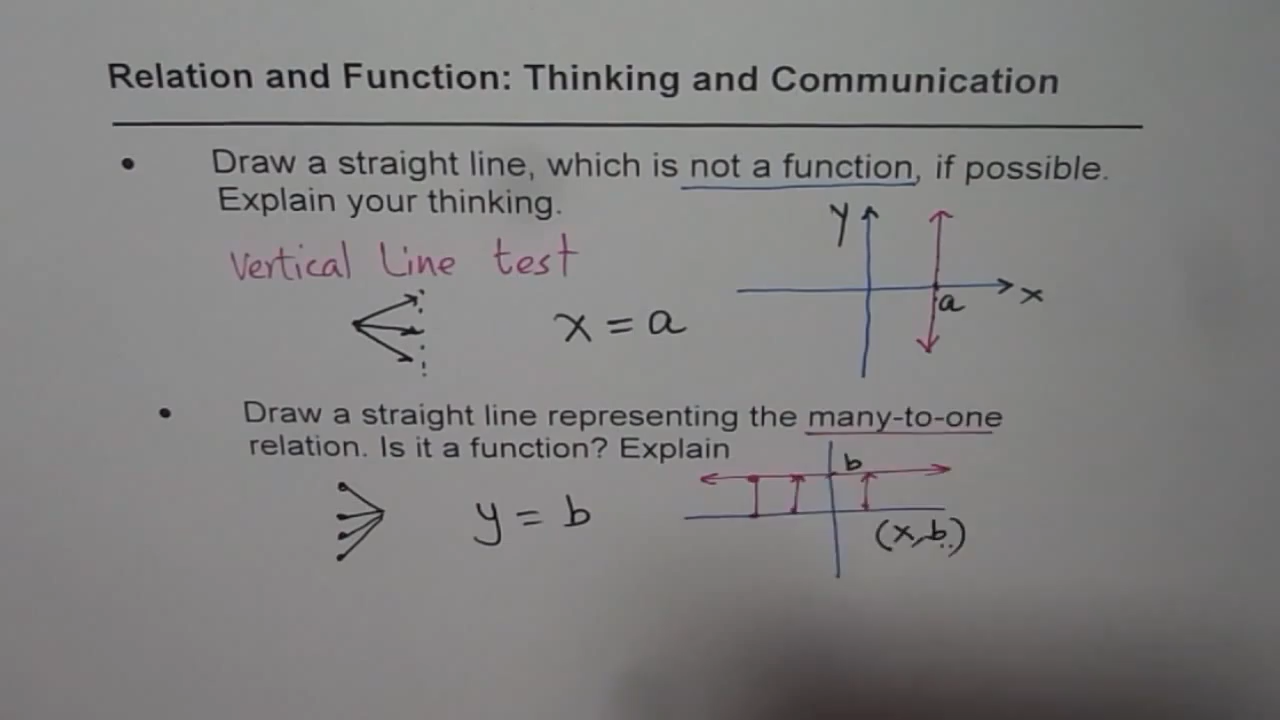 Relation and Function: Thinking and Communication
• Draw a straight line, which is not a function, if possible.
Explain your thinking.
y
Vertical Line test
x = a
a
x
• Draw a straight line representing the many-to-one
relation. Is it a function? Explain
b
y = b
(x, b)